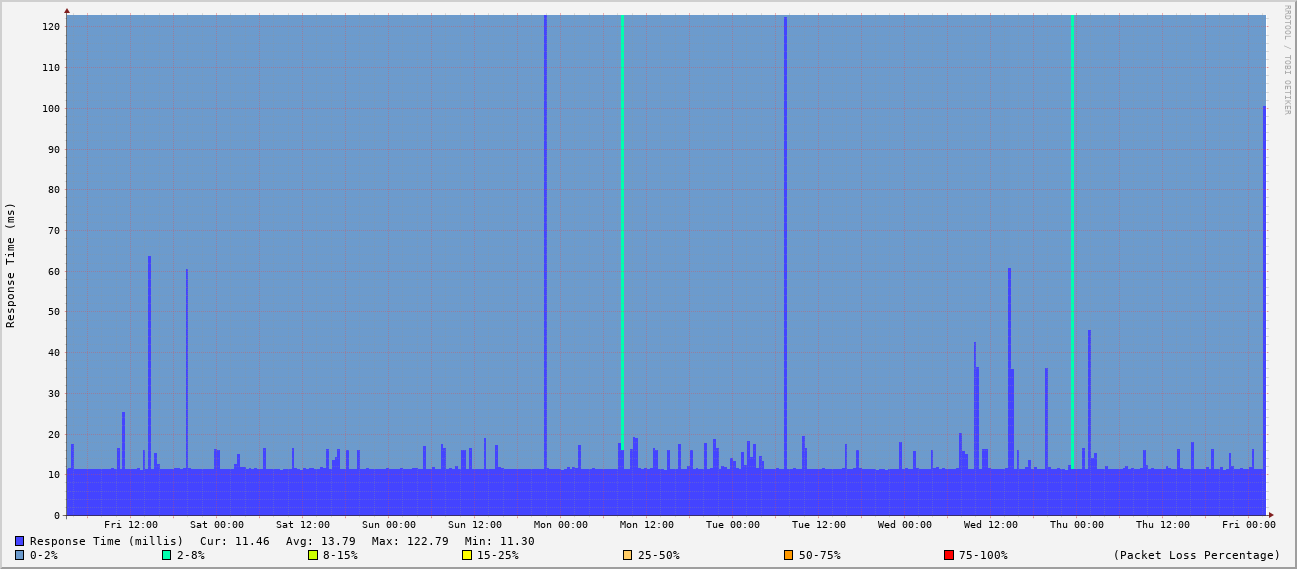 RRDTOOL / TOBI OETIKER
Response Time (ms)
120
110
100
90
80
70
60
50
40
30
20
10
0
Fri 12:00 Sat 00:00 Sat 12:00 Sun 00:00 Sun 12:00 Mon 00:00 Mon 12:00 Tue 00:00 Tue 12:00 Wed 00:00 Wed 12:00 Thu 00:00 Thu 12:00 Fri 00:00
Response Time (millis) Cur: 11.46 Avg: 13.79 Max: 122.79 Min: 11.30
0-2% 2-8% 8-15% 15-25% 25-50% 50-75% 75-100% (Packet Loss Percentage)